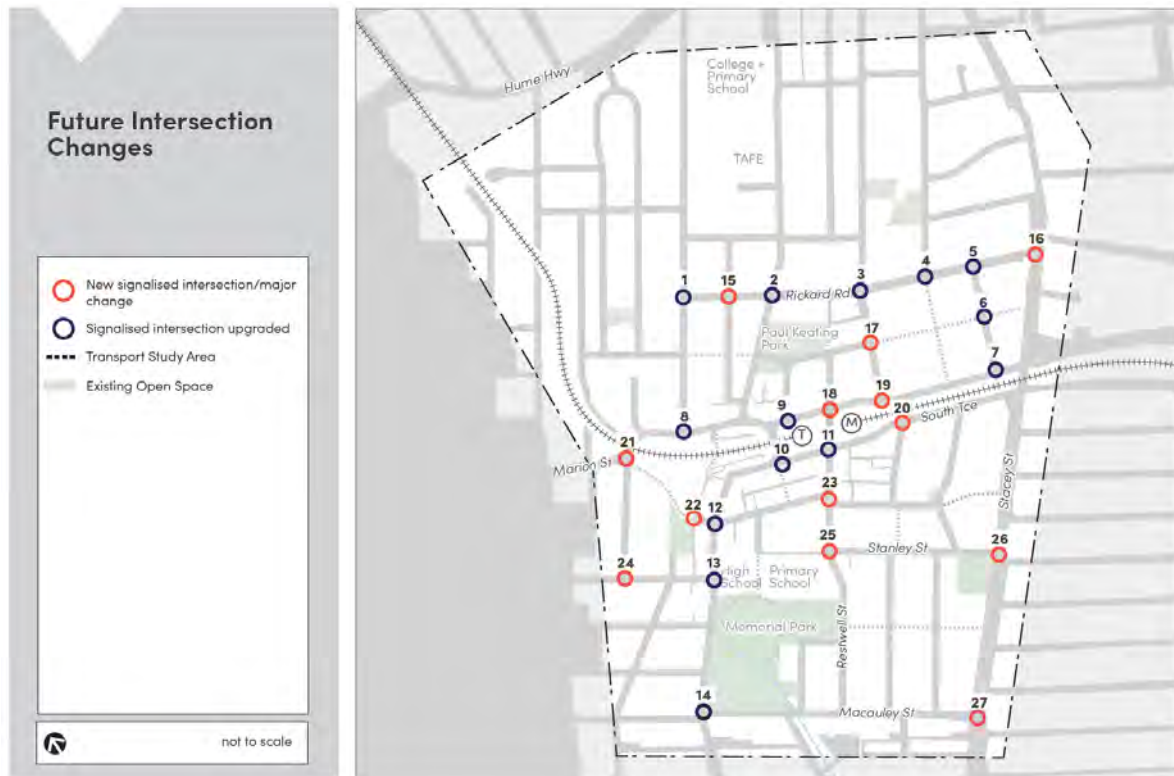 Future Intersection
Changes
New signalised intersection/major
change
Signalised intersection upgraded
Transport Study Area
Existing Open Space
not to scale
Hume Hwy
College +
Primary
School
TAFE
16
5
4
3
2
15
1
Rickard Rd
6
Paul Keating
Park
17
7
19
18
9
8
M
20
South Tce
T
11
10
21
Marion St
Stacey St
23
22
12
25
Stanley St
26
24
13
High
School
Primary
School
Memorial Park
Restwell St
14
Macauley St
27